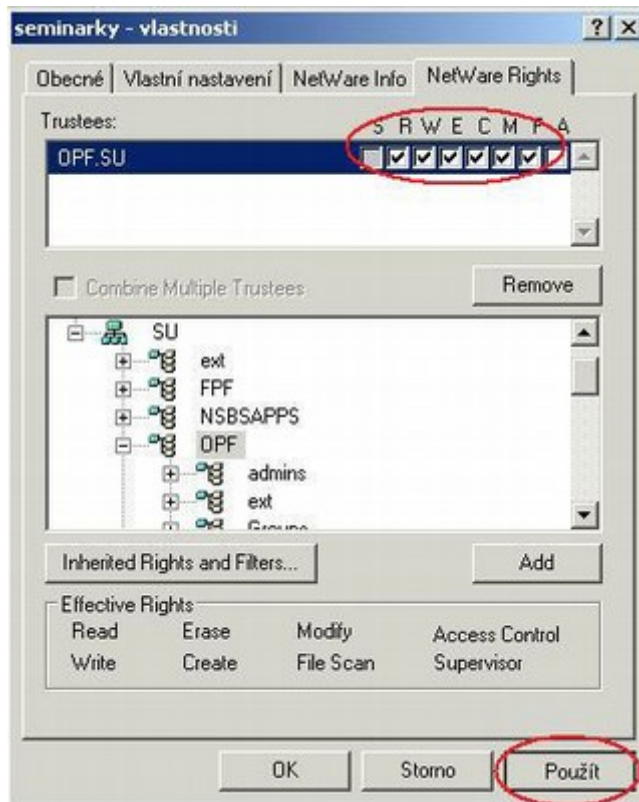 seminarky - vlastnosti
Obecné Vlastní nastavení NetWare Info NetWare Rights
Trustees: S R W E C M F A
OPF.SU
Combine Multiple Trustees Remove
SU
ext
FPF
NSBSAPPS
OPF
admins
ext
Groups
Inherited Rights and Filters... Add
Effective Rights
Read Erase Modify Access Control
Write Create File Scan Supervisor
OK Storno Použít